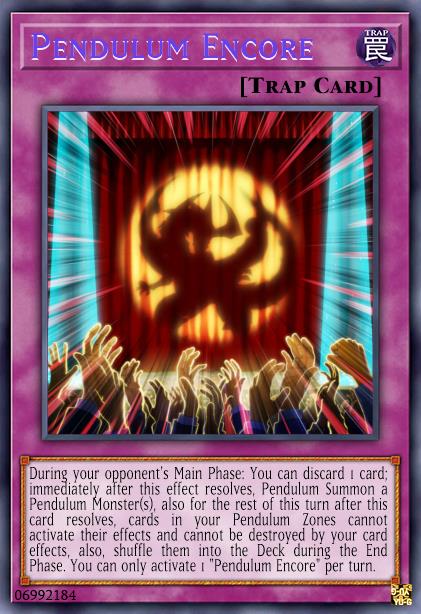 Pendulum Encore
TRAP
罠
[Trap Card]
During your opponent's Main Phase: You can discard 1 card;
immediately after this effect resolves, Pendulum Summon a
Pendulum Monster(s), also for the rest of this turn after this
card resolves, cards in your Pendulum Zones cannot
activate their effects and cannot be destroyed by your card
effects, also, shuffle them into the Deck during the End
Phase. You can only activate 1 "Pendulum Encore" per turn.
06992184